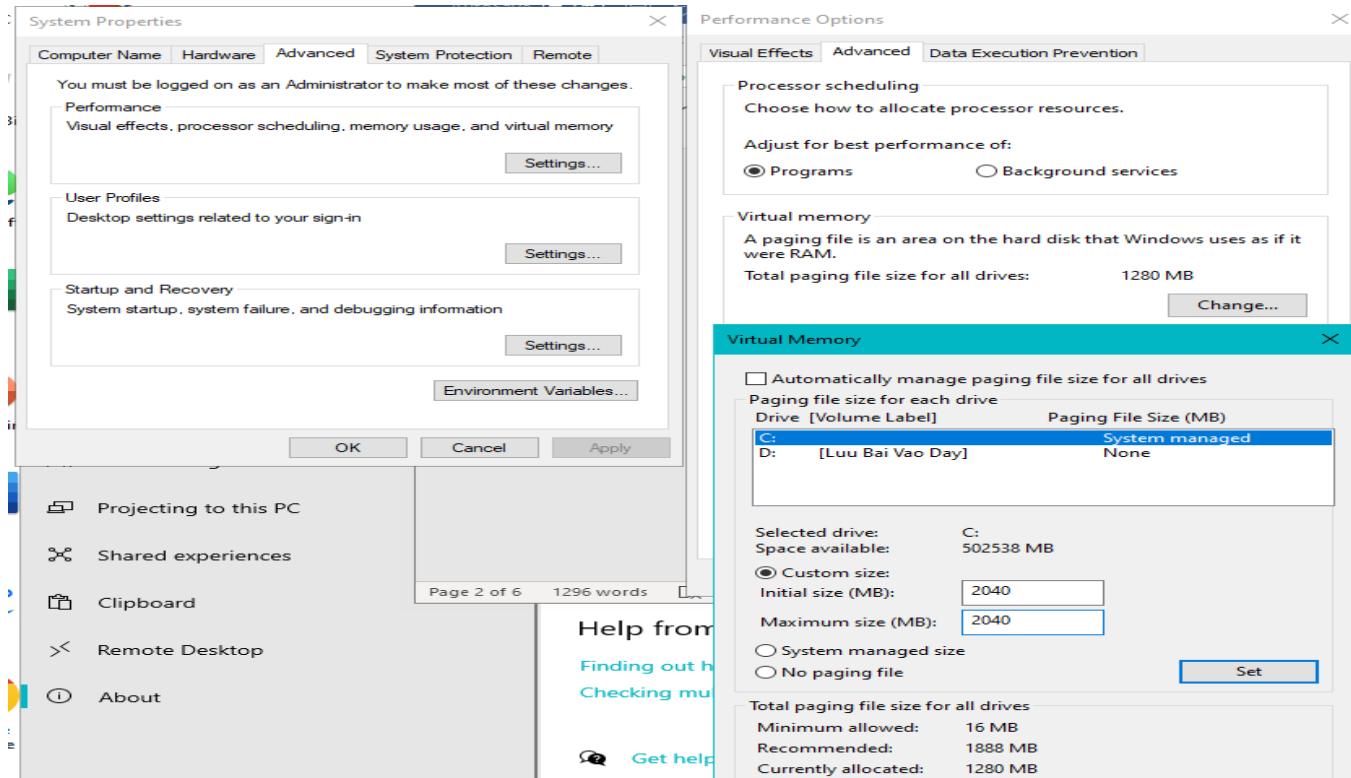 System Properties
Computer Name Hardware Advanced System Protection Remote
You must be logged on as an Administrator to make most of these changes.
Performance
Visual effects, processor scheduling, memory usage, and virtual memory
Settings...
User Profiles
Desktop settings related to your sign-in
Settings...
Startup and Recovery
System startup, system failure, and debugging information
Settings...
Environment Variables...
OK Cancel Apply
Projecting to this PC
Shared experiences
Clipboard
Remote Desktop
About
Page 2 of 6 1296 words
Help from
Finding out
Checking
Get help
Performance Options
Visual Effects Advanced Data Execution Prevention
Processor scheduling
Choose how to allocate processor resources.
Adjust for best performance of:
Programs Background services
Virtual memory
A paging file is an area on the hard disk that Windows uses as if it
were RAM.
Total paging file size for all drives: 1280 MB
Change...
Virtual Memory
Automatically manage paging file size for all drives
Paging file size for each drive
Drive [Volume Label] Paging File Size (MB)
C: System managed
D: [Luu Bai Vao Day] None
Selected drive: C:
Space available: 502538 MB
Custom size:
Initial size (MB): 2040
Maximum size (MB): 2040
System managed size
No paging file
Set
Total paging file size for all drives
Minimum allowed: 16 MB
Recommended: 1888 MB
Currently allocated: 1280 MB